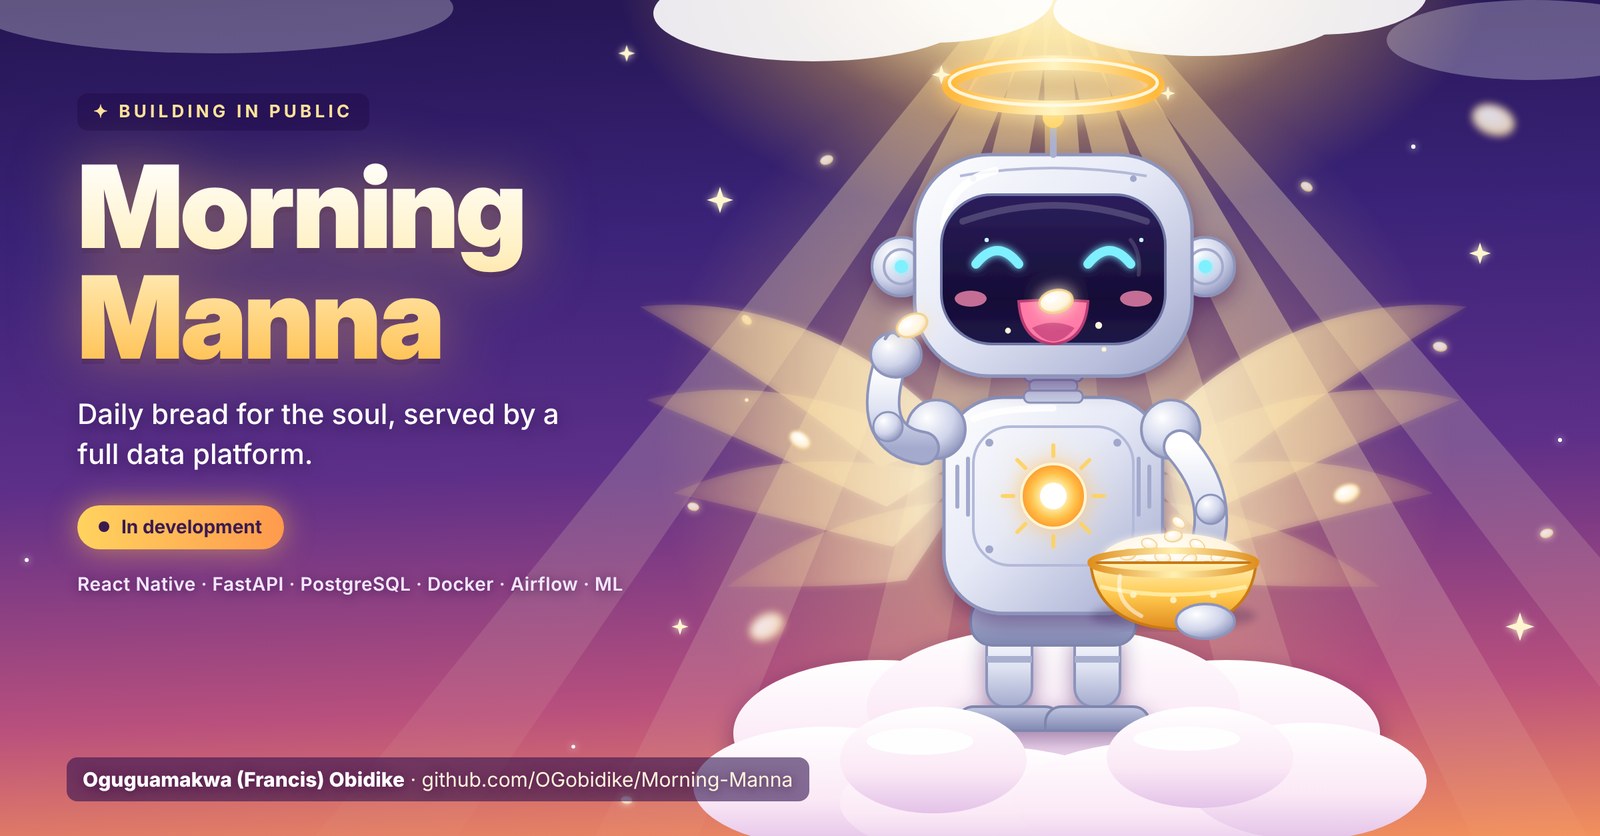 ✦ BUILDING IN PUBLIC
Morning
Manna
Daily bread for the soul, served by a
full data platform.
In development
React Native · FastAPI · PostgreSQL · Docker · Airflow · ML
Oguguamakwa (Francis) Obidike · github.com/OGobidike/Morning-Manna